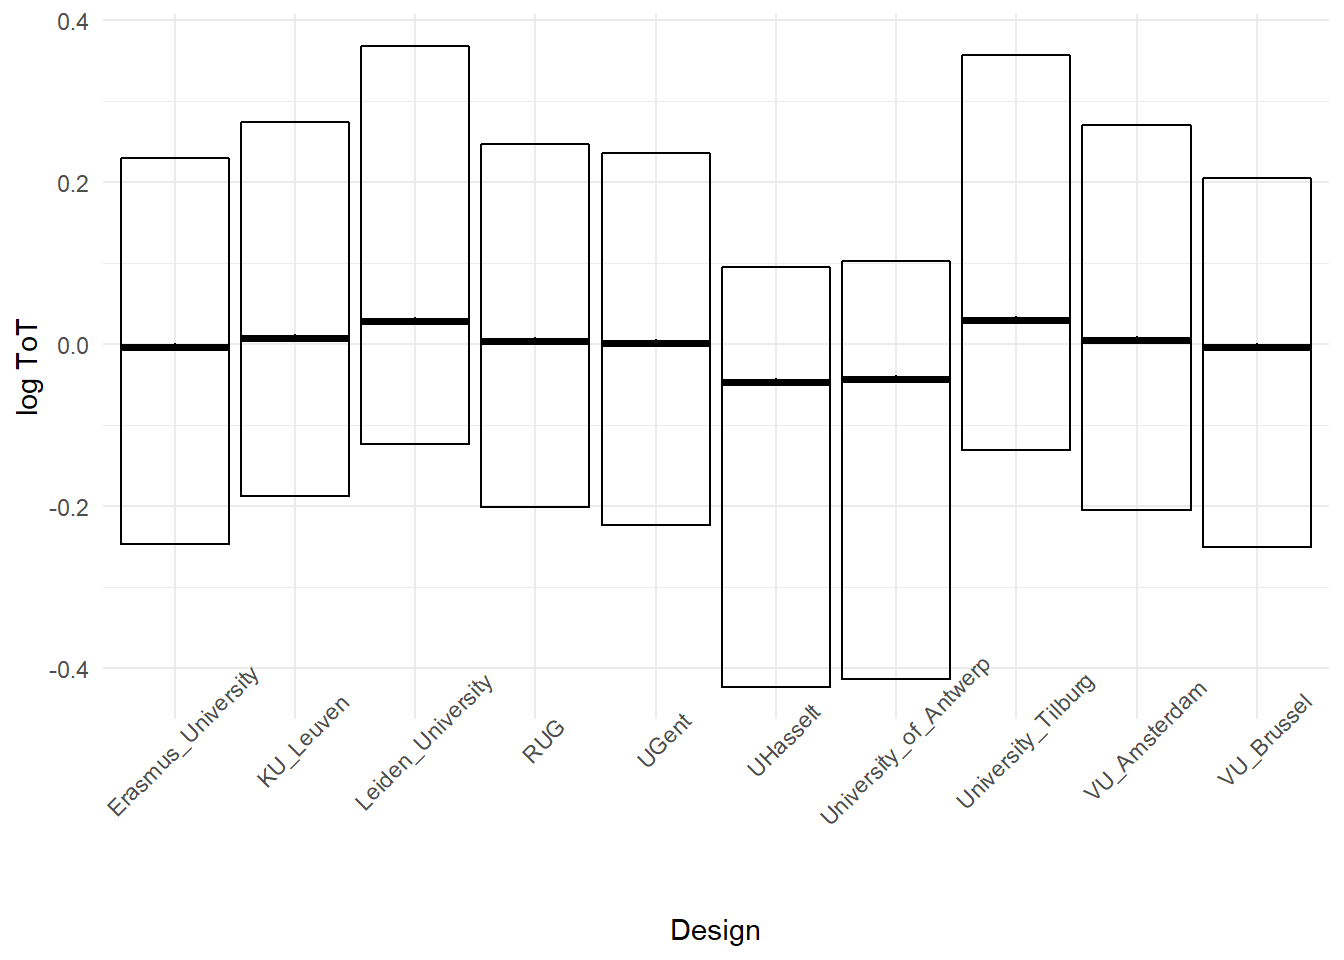 0.4
0.2
0.0
-0.2
-0.4
log ToT
Erasmus_University
KU_Leuven
Leiden_University
RUG
UGent
UHasselt
University_of_Antwerp
University_Tilburg
VU_Amsterdam
VU_Brussel
Design